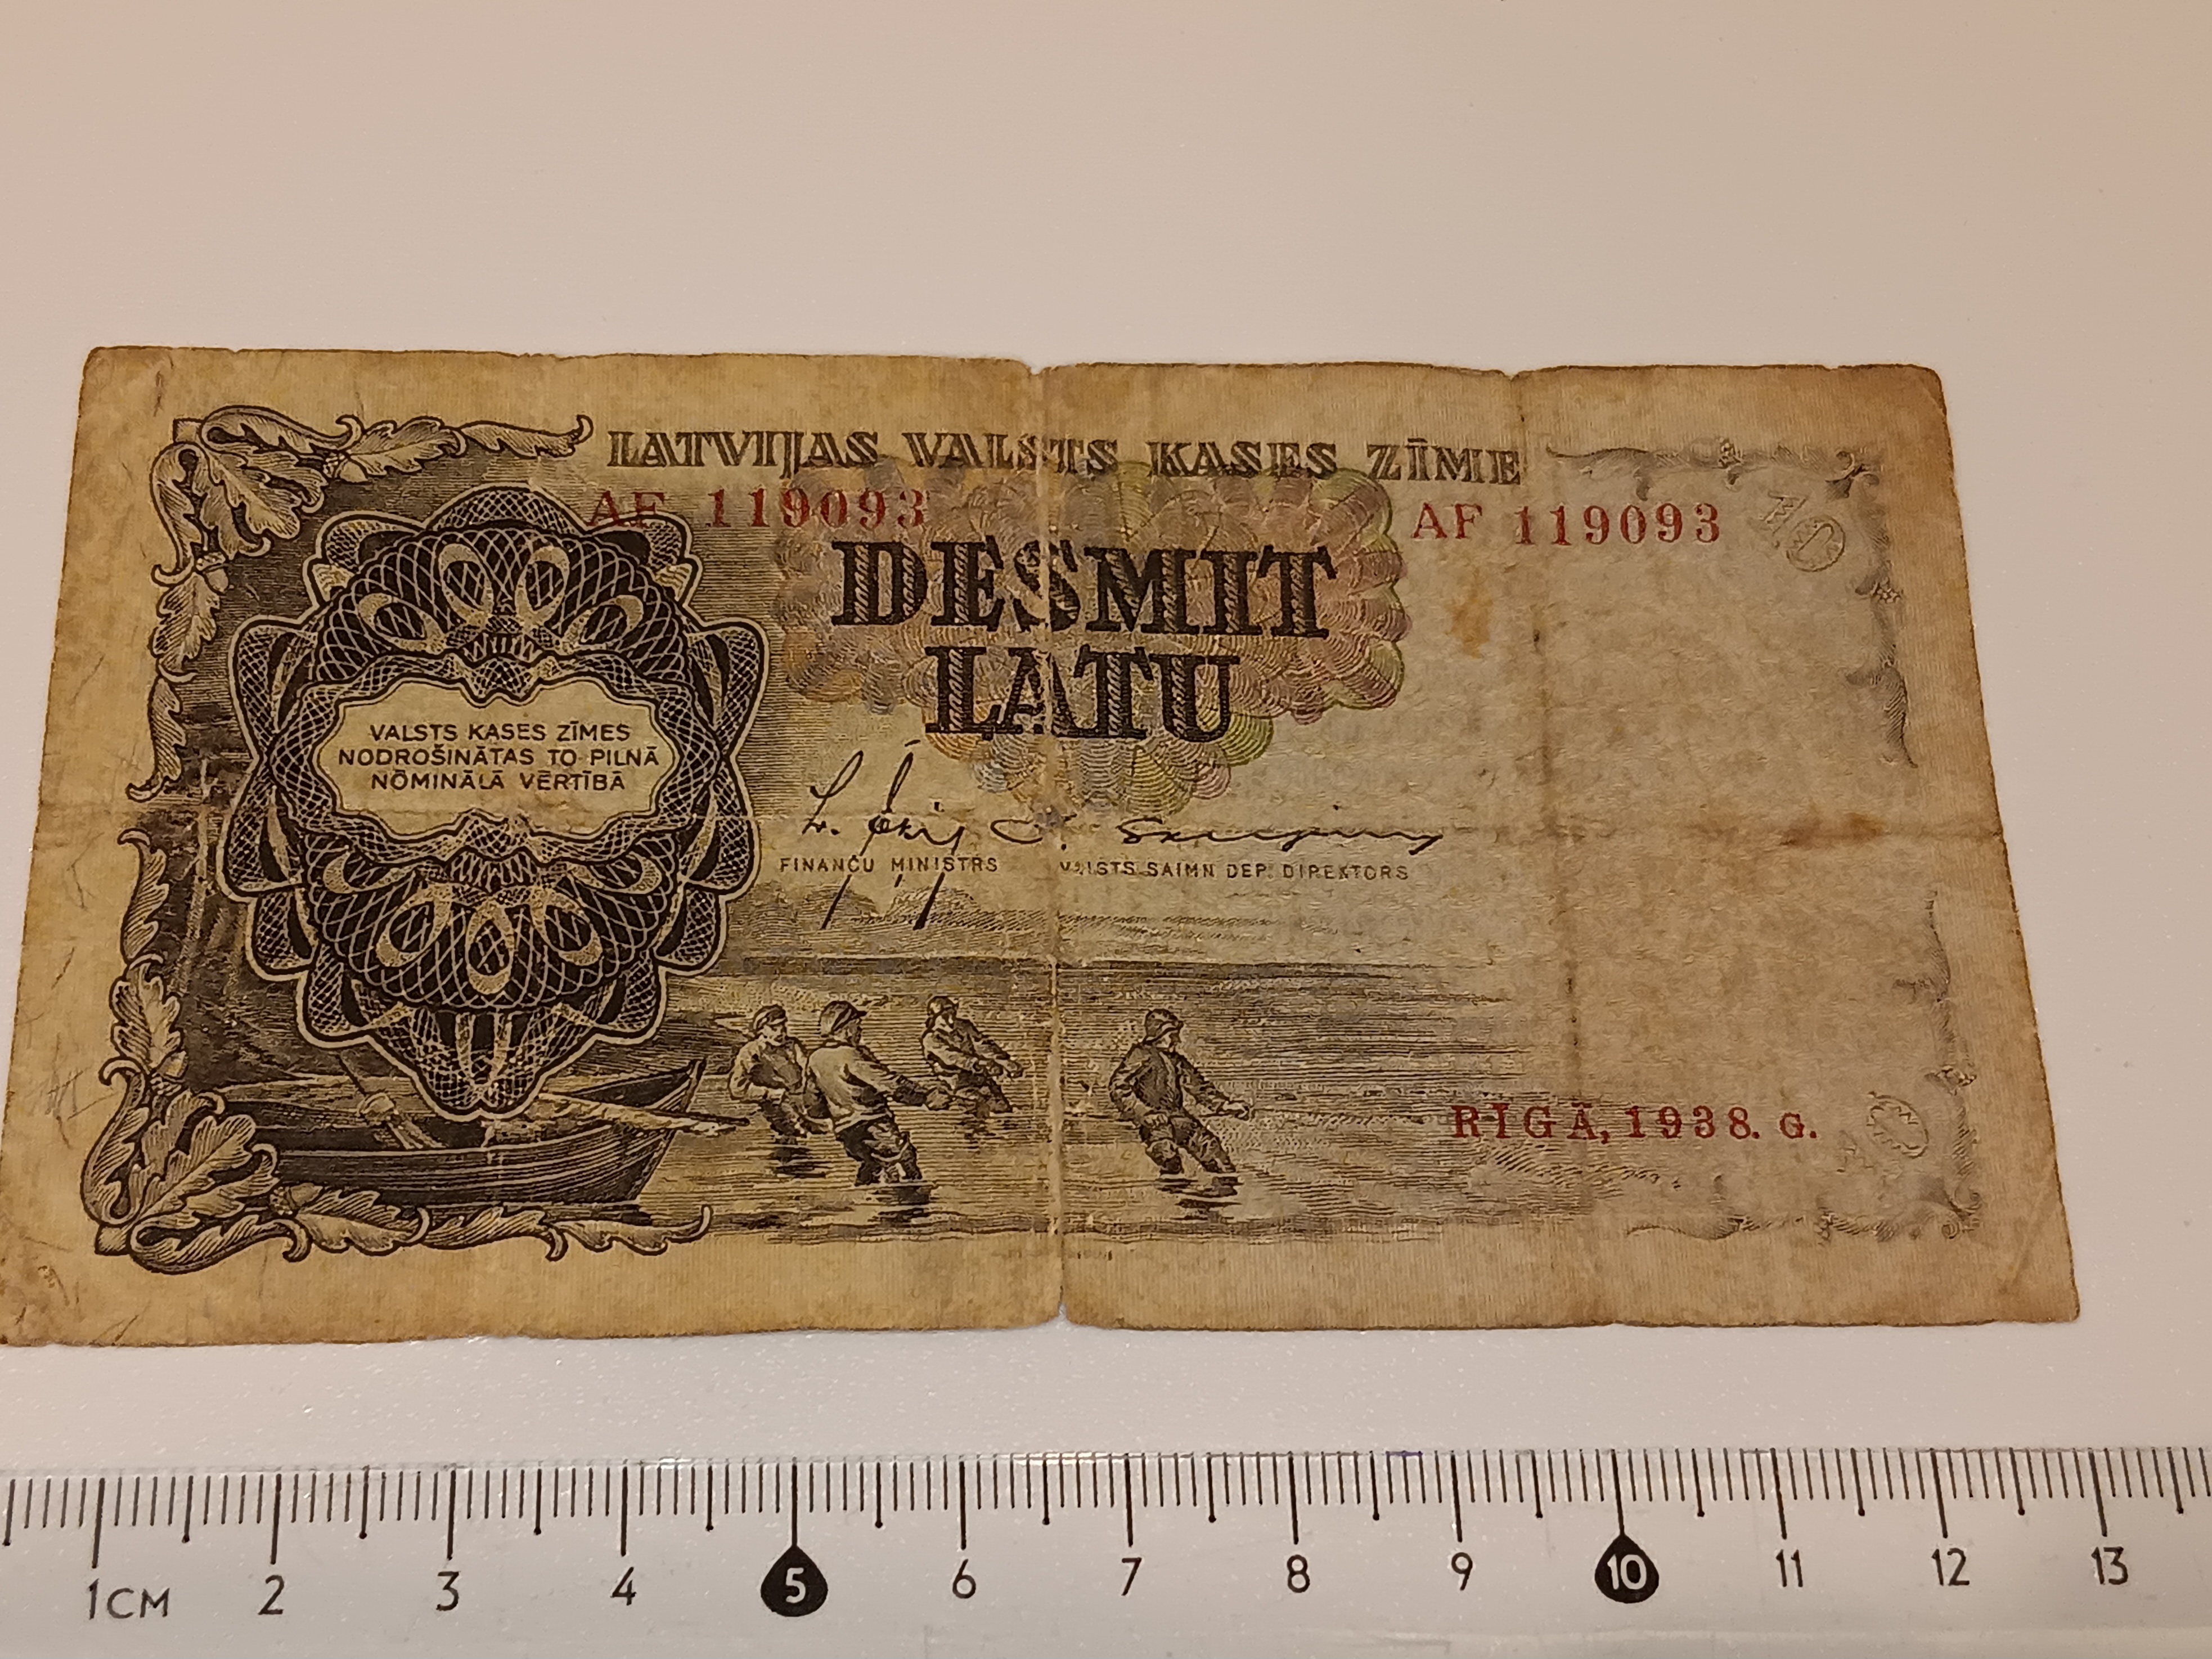 LATVIJAS VALSTS KASES ZĪME
AF 119093
AF 119093
10
DESMIT
LATU
VALSTS KASES ZĪMES
NODROŠINĀTAS TO PILNĀ
NŌMINĀLĀ VĒRTĪBĀ
FINANČU MINISTRS
VALSTS SAIMN DEP. DIREKTORS
RĪGĀ, 1938. G.
1CM 2 3 4 5 6 7 8 9 10 11 12 13